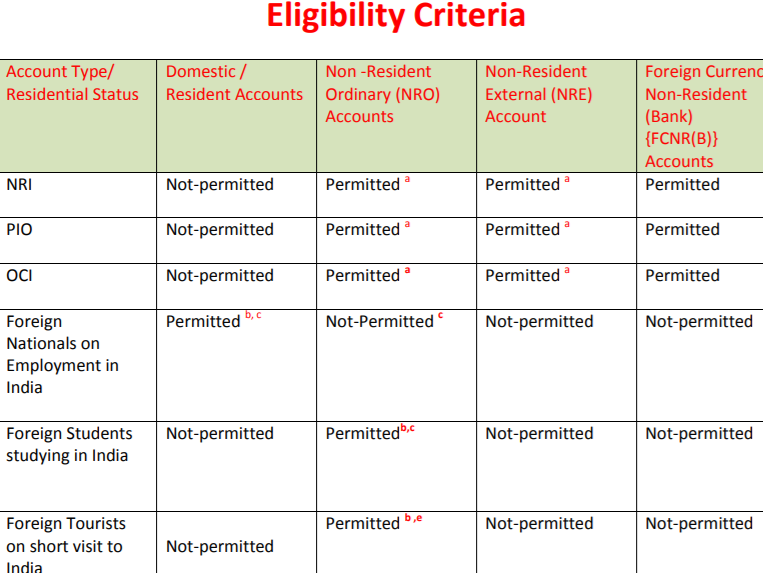 Eligibility Criteria
Account Type/
Residential Status
Domestic /
Resident Accounts
Non -Resident
Ordinary (NRO)
Accounts
Non-Resident
External (NRE)
Account
Foreign Currenc
Non-Resident
(Bank)
{FCNR(B)}
Accounts
NRI
Not-permitted
Permitted a
Permitted a
Permitted
PIO
Not-permitted
Permitted a
Permitted a
Permitted
OCI
Not-permitted
Permitted a
Permitted a
Permitted
Foreign
Nationals on
Employment in
India
Permitted b, c
Not-Permitted c
Not-permitted
Not-permitted
Foreign Students
studying in India
Not-permitted
Permitted b,c
Not-permitted
Not-permitted
Foreign Tourists
on short visit to
India
Not-permitted
Permitted b ,e
Not-permitted
Not-permitted